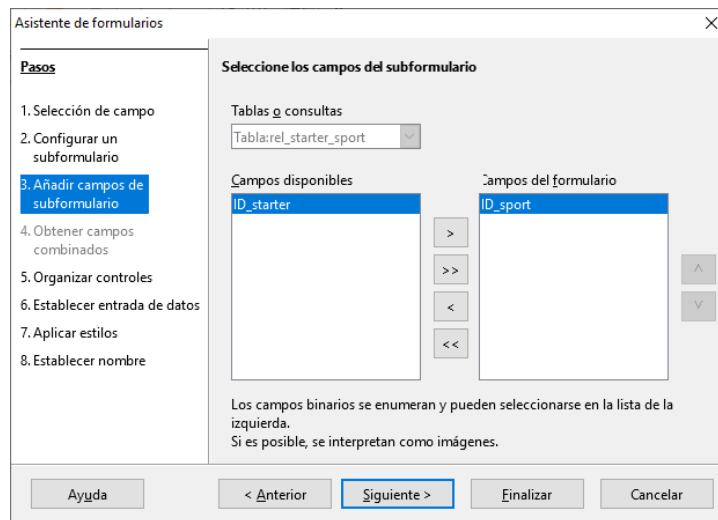 Asistente de formularios
Pasos
1. Selección de campo
2. Configurar un
subformulario
3. Añadir campos de
subformulario
4. Obtener campos
combinados
5. Organizar controles
6. Establecer entrada de datos
7. Aplicar estilos
8. Establecer nombre
Seleccione los campos del subformulario
Tablas o consultas
Tabla:rel_starter_sport
Campos disponibles
Campos del formulario
ID_starter
ID_sport
>
>>
<
<<
Los campos binarios se enumeran y pueden seleccionarse en la lista de la
izquierda.
Si es posible, se interpretan como imágenes.
Ayuda
< Anterior
Siguiente >
Finalizar
Cancelar